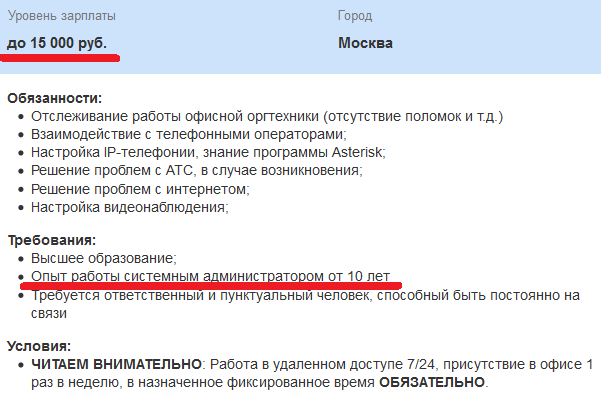 Уровень зарплаты Город
до 15 000 руб. Москва
Обязанности:
• Отслеживание работы офисной оргтехники (отсутствие поломок и т.д.)
• Взаимодействие с телефонными операторами;
• Настройка IP-телефонии, знание программы Asterisk;
• Решение проблем с АТС, в случае возникновения;
• Решение проблем с интернетом;
• Настройка видеонаблюдения;
Требования:
• Высшее образование;
• Опыт работы системным администратором от 10 лет
• Требуется ответственный и пунктуальный человек, способный быть постоянно на
связи
Условия:
• ЧИТАЕМ ВНИМАТЕЛЬНО: Работа в удаленном доступе 7/24, присутствие в офисе 1
раз в неделю, в назначенное фиксированное время ОБЯЗАТЕЛЬНО.